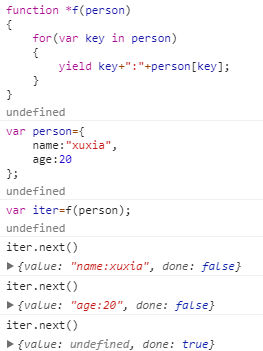 function *f(person)
{
for(var key in person)
{
yield key+":"+person[key];
}
}
undefined
var person={
name:"xuxia",
age:20
};
undefined
var iter=f(person);
undefined
iter.next()
▶ {value: "name:xuxia", done: false}
iter.next()
▶ {value: "age:20", done: false}
iter.next()
▶ {value: undefined, done: true}